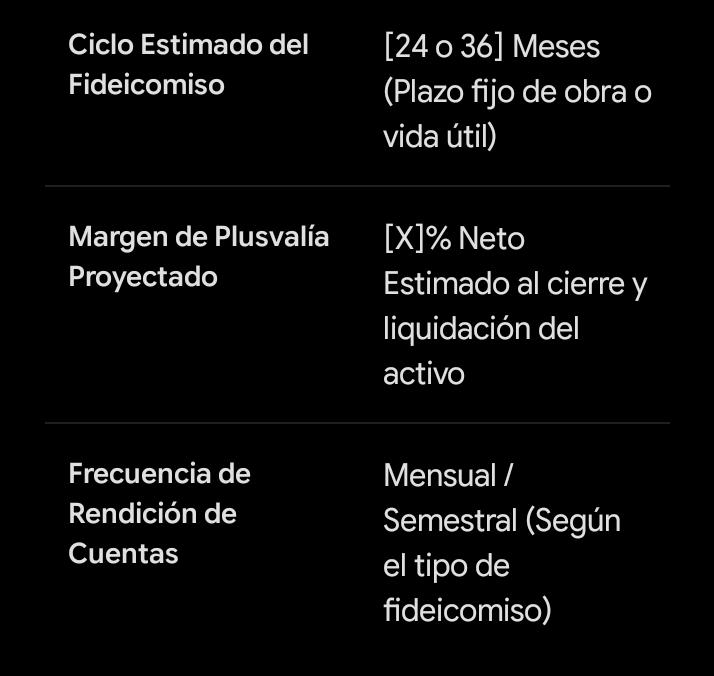 Ciclo Estimado del
Fideicomiso
[24 o 36] Meses
(Plazo fijo de obra o
vida útil)
Margen de Plusvalía
Proyectado
[X]% Neto
Estimado al cierre y
liquidación del
activo
Frecuencia de
Rendición de
Cuentas
Mensual /
Semestral (Según
el tipo de
fideicomiso)